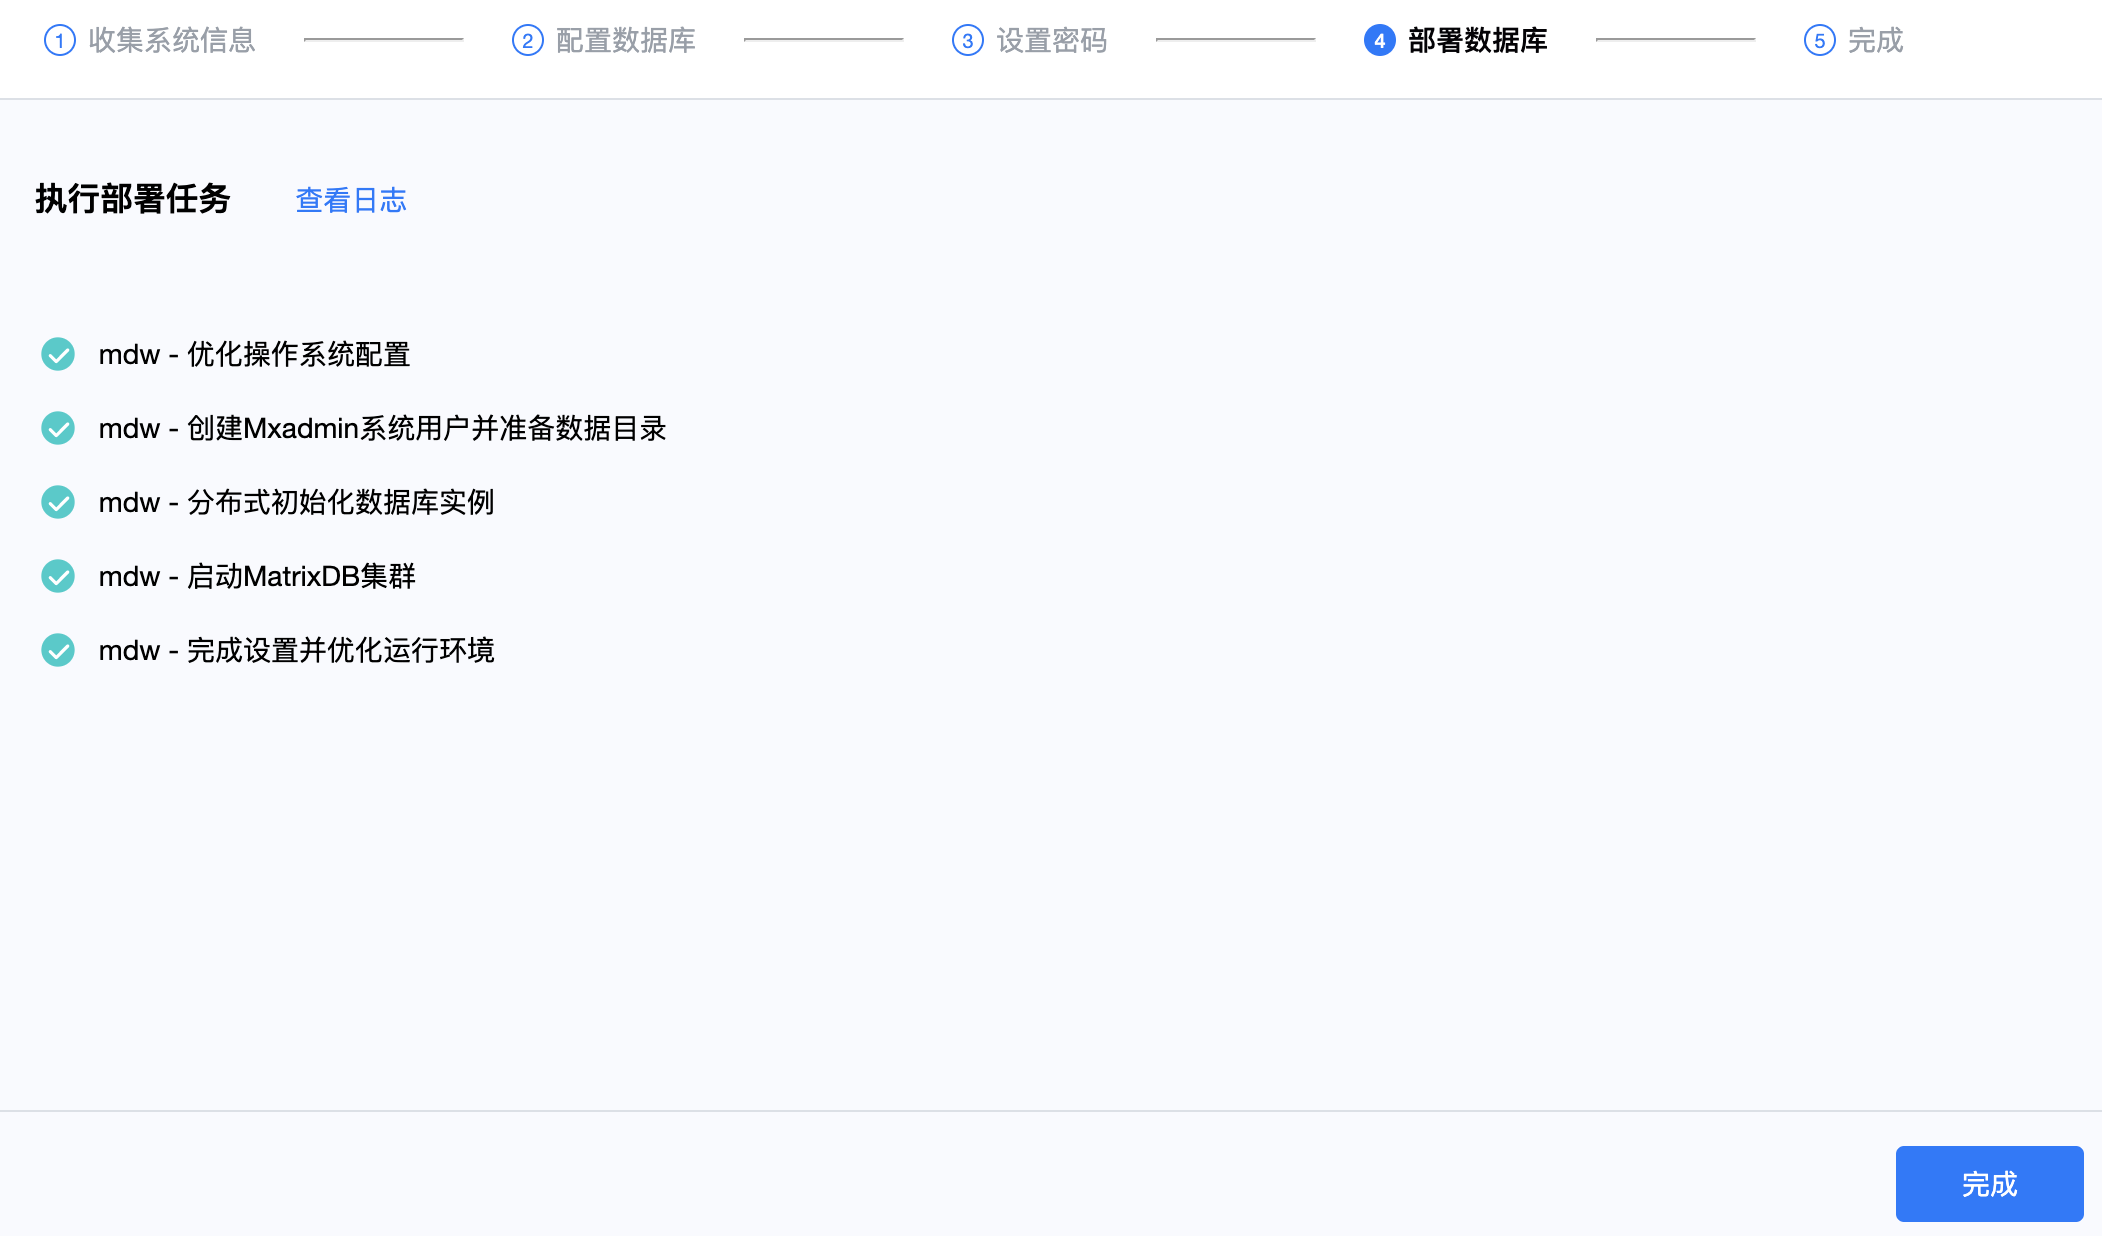 1 收集系统信息 2 配置数据库 3 设置密码 4 部署数据库 5 完成
执行部署任务 查看日志
mdw - 优化操作系统配置
mdw - 创建Mxadmin系统用户并准备数据目录
mdw - 分布式初始化数据库实例
mdw - 启动MatrixDB集群
mdw - 完成设置并优化运行环境
完成